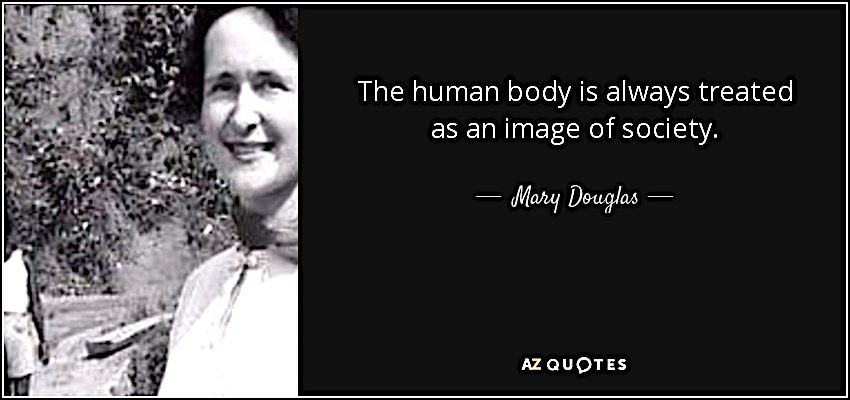 The human body is always treated
as an image of society.
— Mary Douglas —
AZ QUOTES